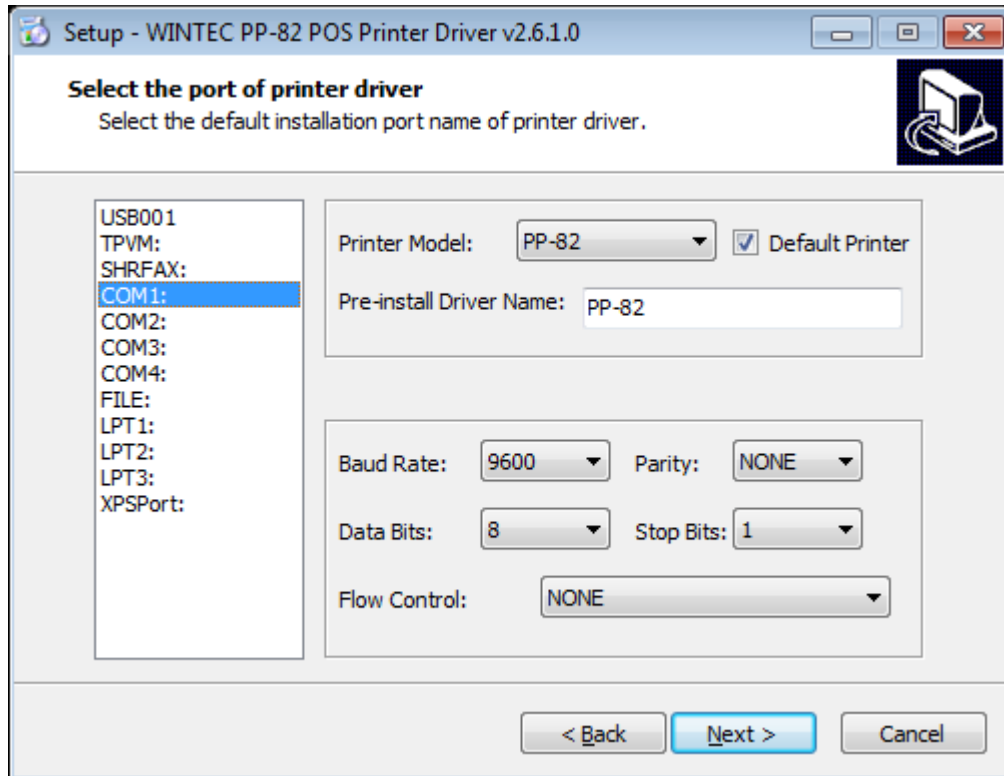 Setup - WINTEC PP-82 POS Printer Driver v2.6.1.0
Select the port of printer driver
Select the default installation port name of printer driver.
USB001
TPVM:
SHRFAX:
COM1:
COM2:
COM3:
COM4:
FILE:
LPT1:
LPT2:
LPT3:
XPSPort:
Printer Model: PP-82 Default Printer
Pre-install Driver Name: PP-82
Baud Rate: 9600 Parity: NONE
Data Bits: 8 Stop Bits: 1
Flow Control: NONE
< Back Next > Cancel